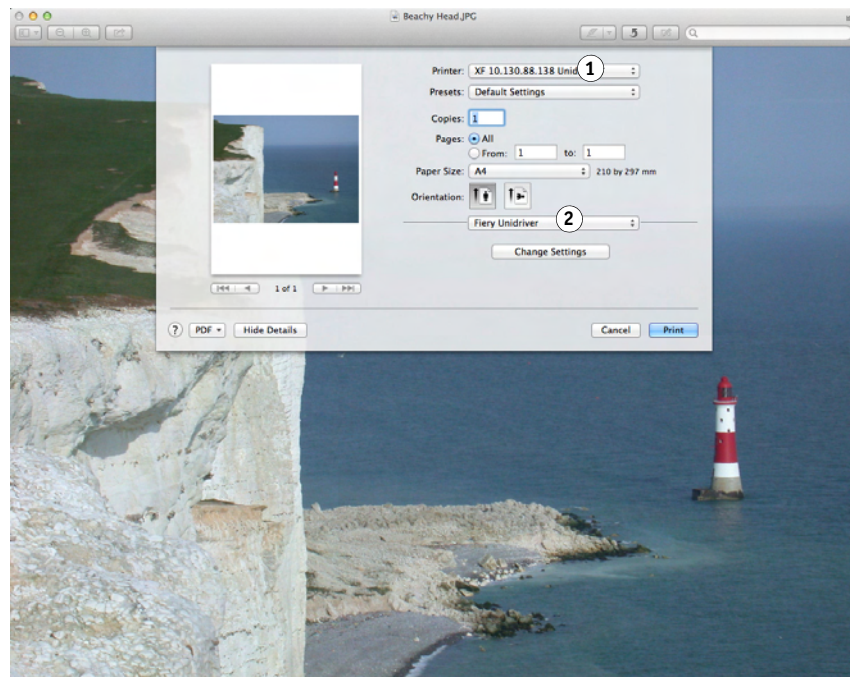 Beachy Head.JPG
5
Printer: XF 10.130.88.138 Unid 1
Presets: Default Settings
Copies: 1
Pages: All
From: 1 to: 1
Paper Size: A4 210 by 297 mm
Orientation:
Fiery Unidriver 2
Change Settings
1 of 1
? PDF Hide Details Cancel Print